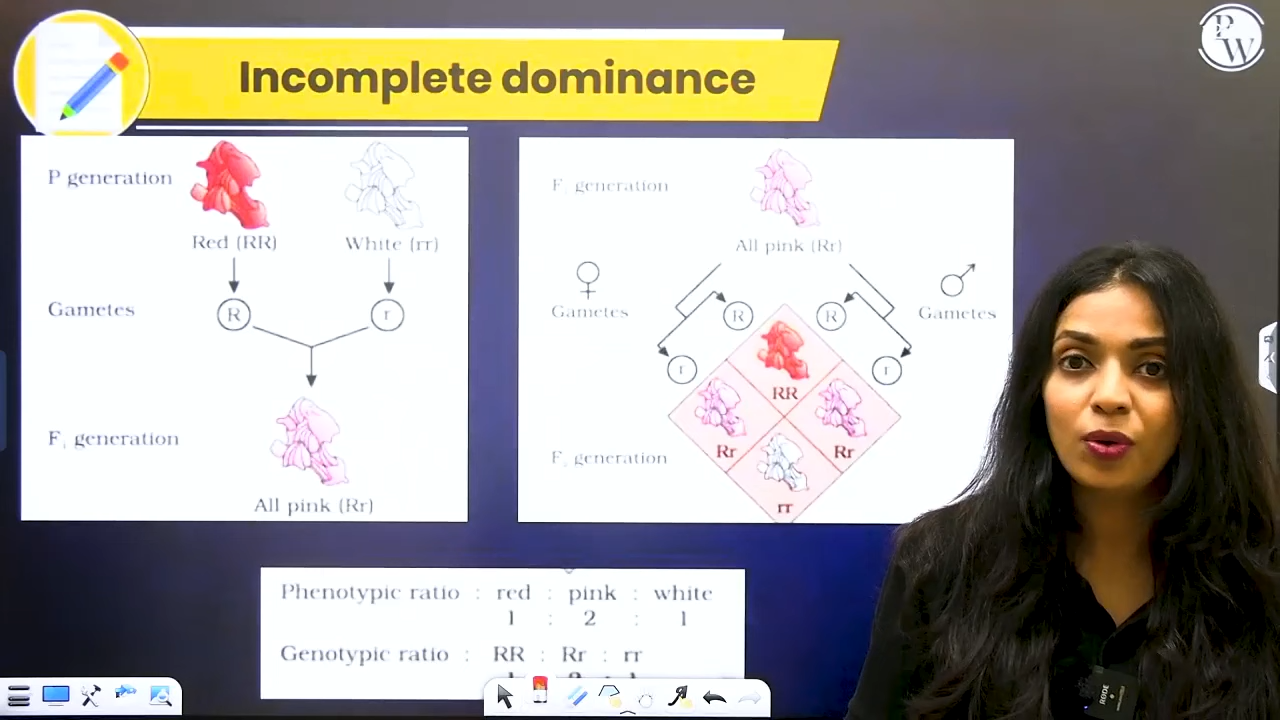 Incomplete dominance
PW
P generation
Red (RR)
White (rr)
Gametes
R
r
F₁ generation
All pink (Rr)
F generation
All pink (Rr)
Gametes
Gametes
R
R
r
r
RR
Rr
Rr
rr
F₂ generation
Phenotypic ratio : red : pink : white
1 : 2 : 1
Genotypic ratio : RR : Rr : rr
RODE